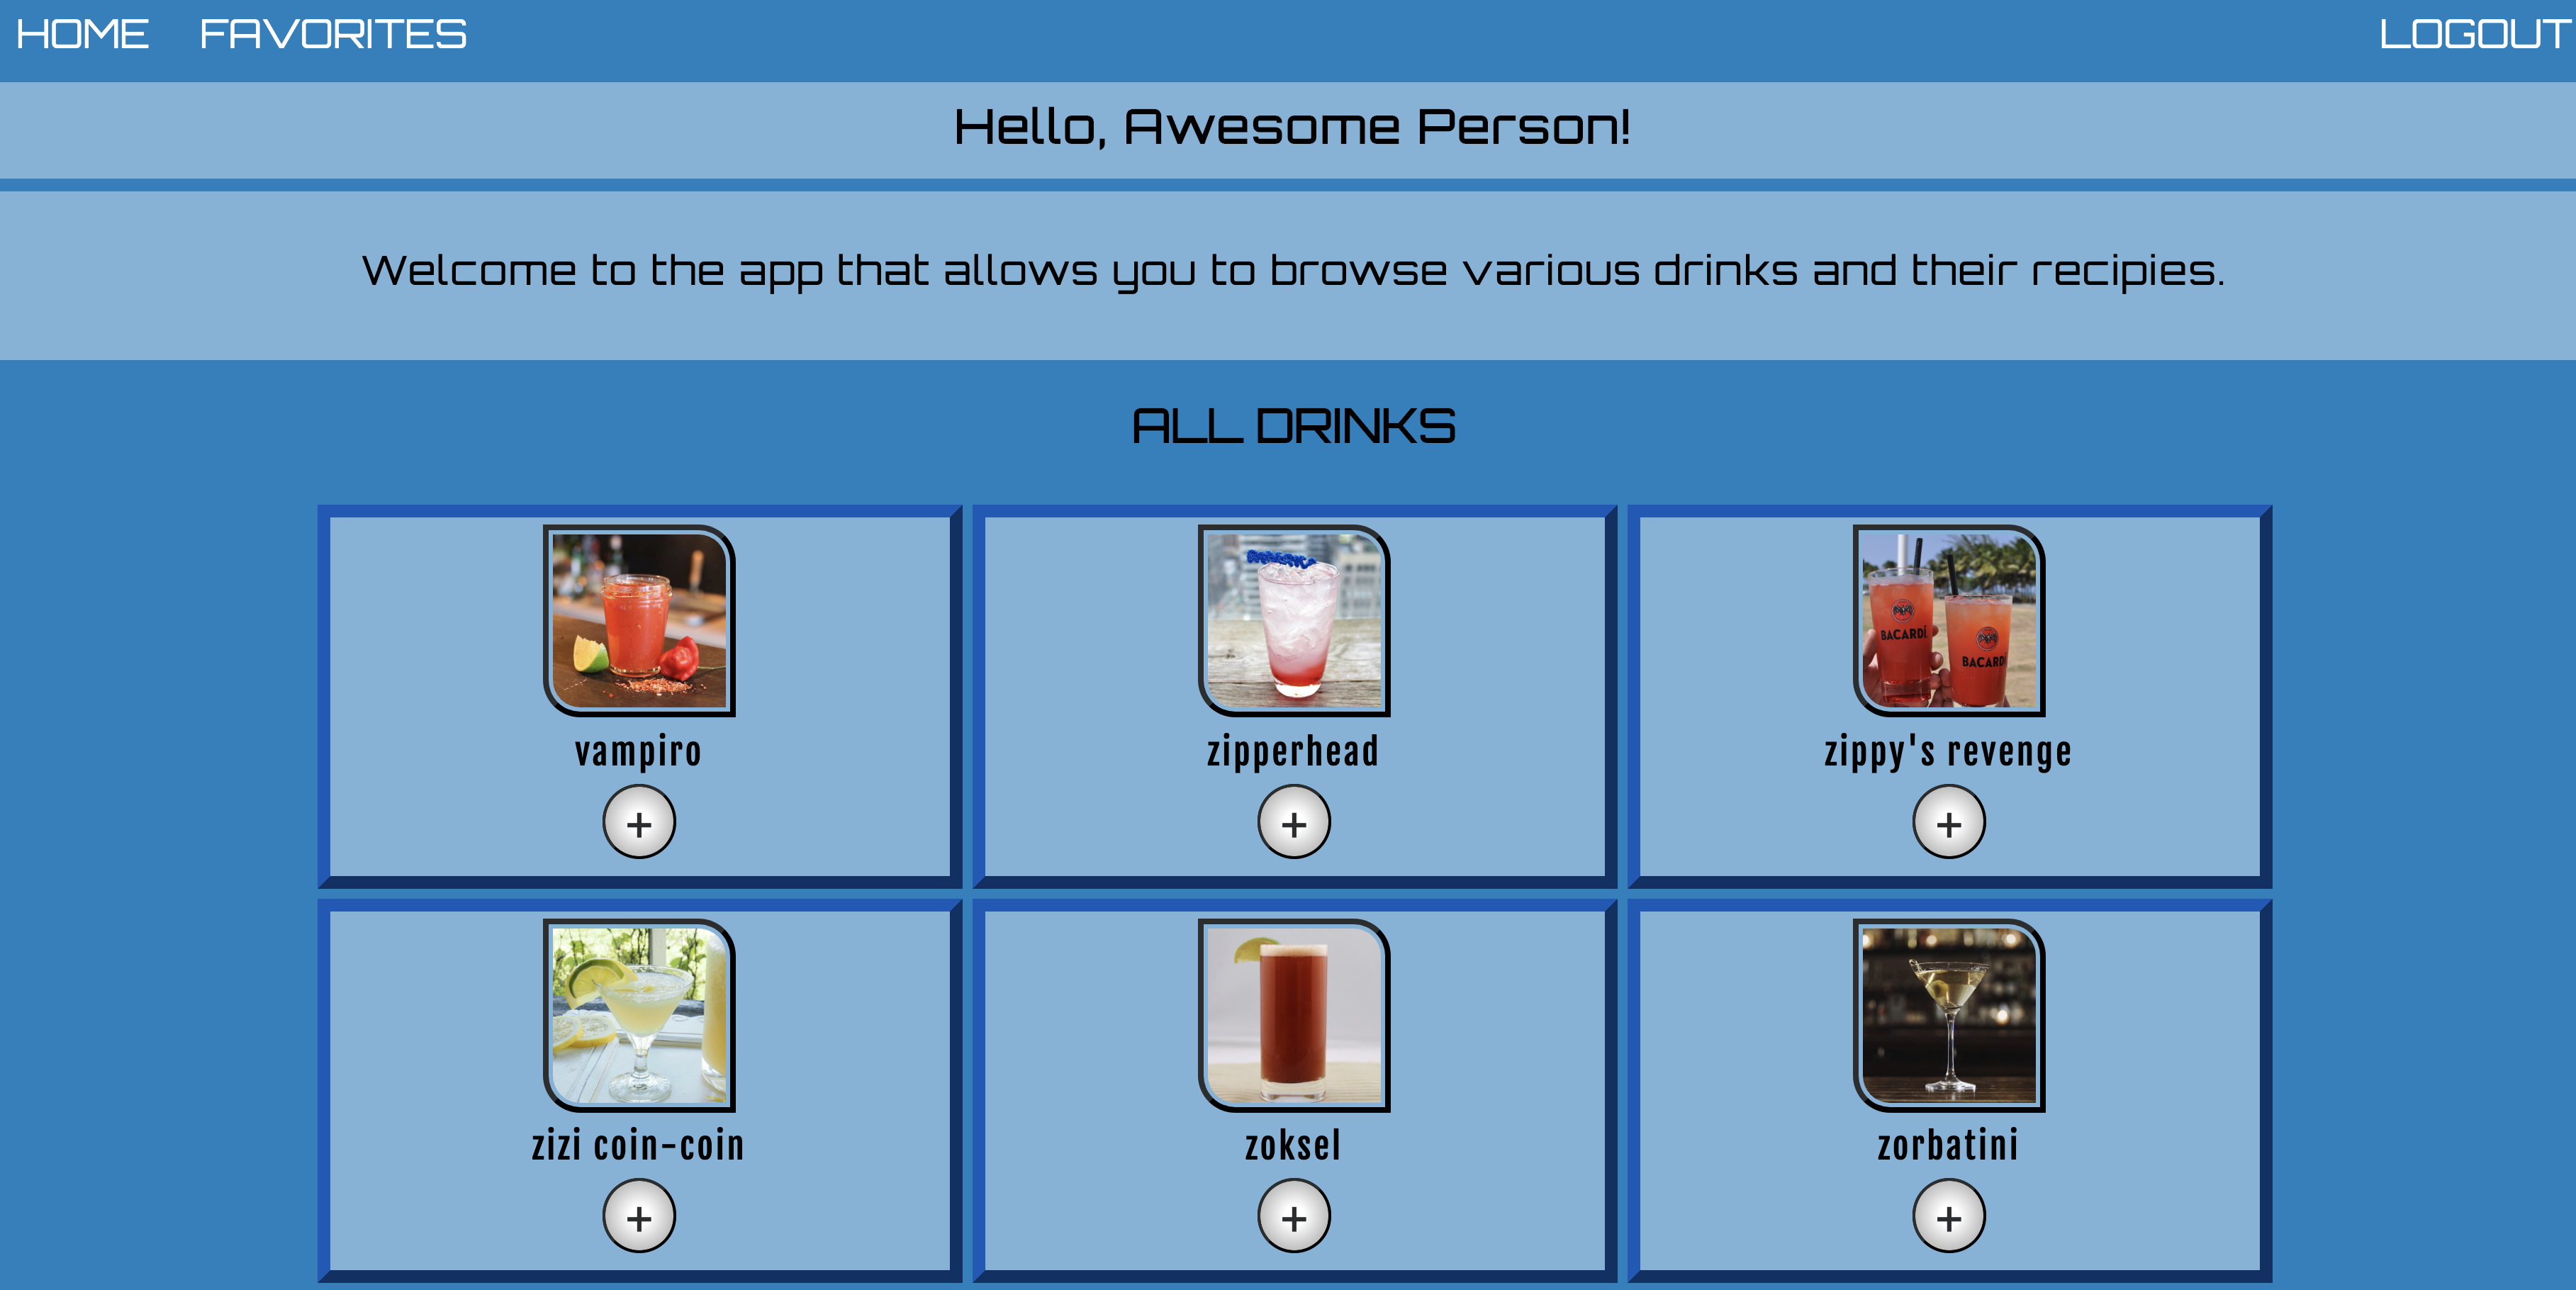 HOME FAVORITES LOGOUT
Hello, Awesome Person!
Welcome to the app that allows you to browse various drinks and their recipies.
ALL DRINKS
BACARDÍ
BACARDÍ
vampiro
zipperhead
zippy's revenge
+ + +
zizi coin-coin
zoksel
zorbatini
+ + +